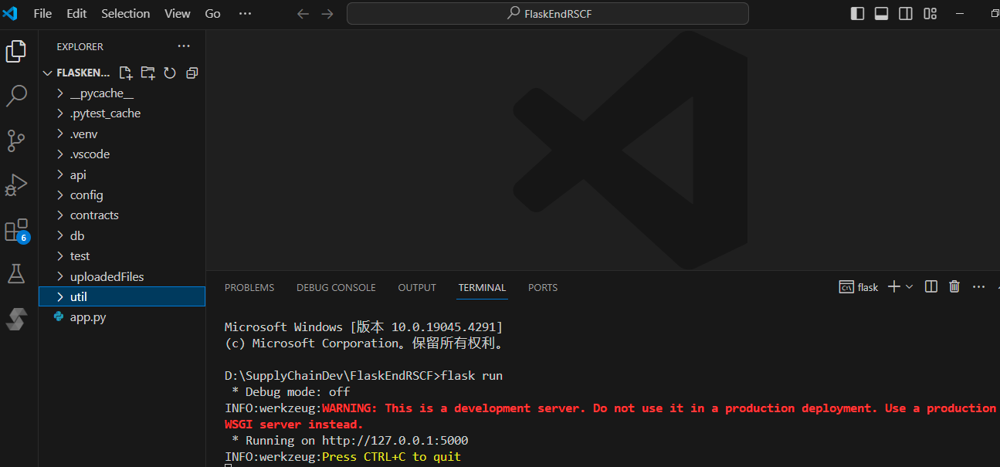 File Edit Selection View Go ··· FlaskEndRSCF
EXPLORER ···
FLASKEN...
__pycache__
.pytest_cache
.venv
.vscode
api
config
contracts
db
test
uploadedFiles
util
app.py
6
PROBLEMS DEBUG CONSOLE OUTPUT TERMINAL PORTS flask ···
Microsoft Windows [版本 10.0.19045.4291]
(c) Microsoft Corporation。保留所有权利。
D:\SupplyChainDev\FlaskEndRSCF>flask run
* Debug mode: off
INFO:werkzeug:WARNING: This is a development server. Do not use it in a production deployment. Use a production
WSGI server instead.
* Running on http://127.0.0.1:5000
INFO:werkzeug:Press CTRL+C to quit